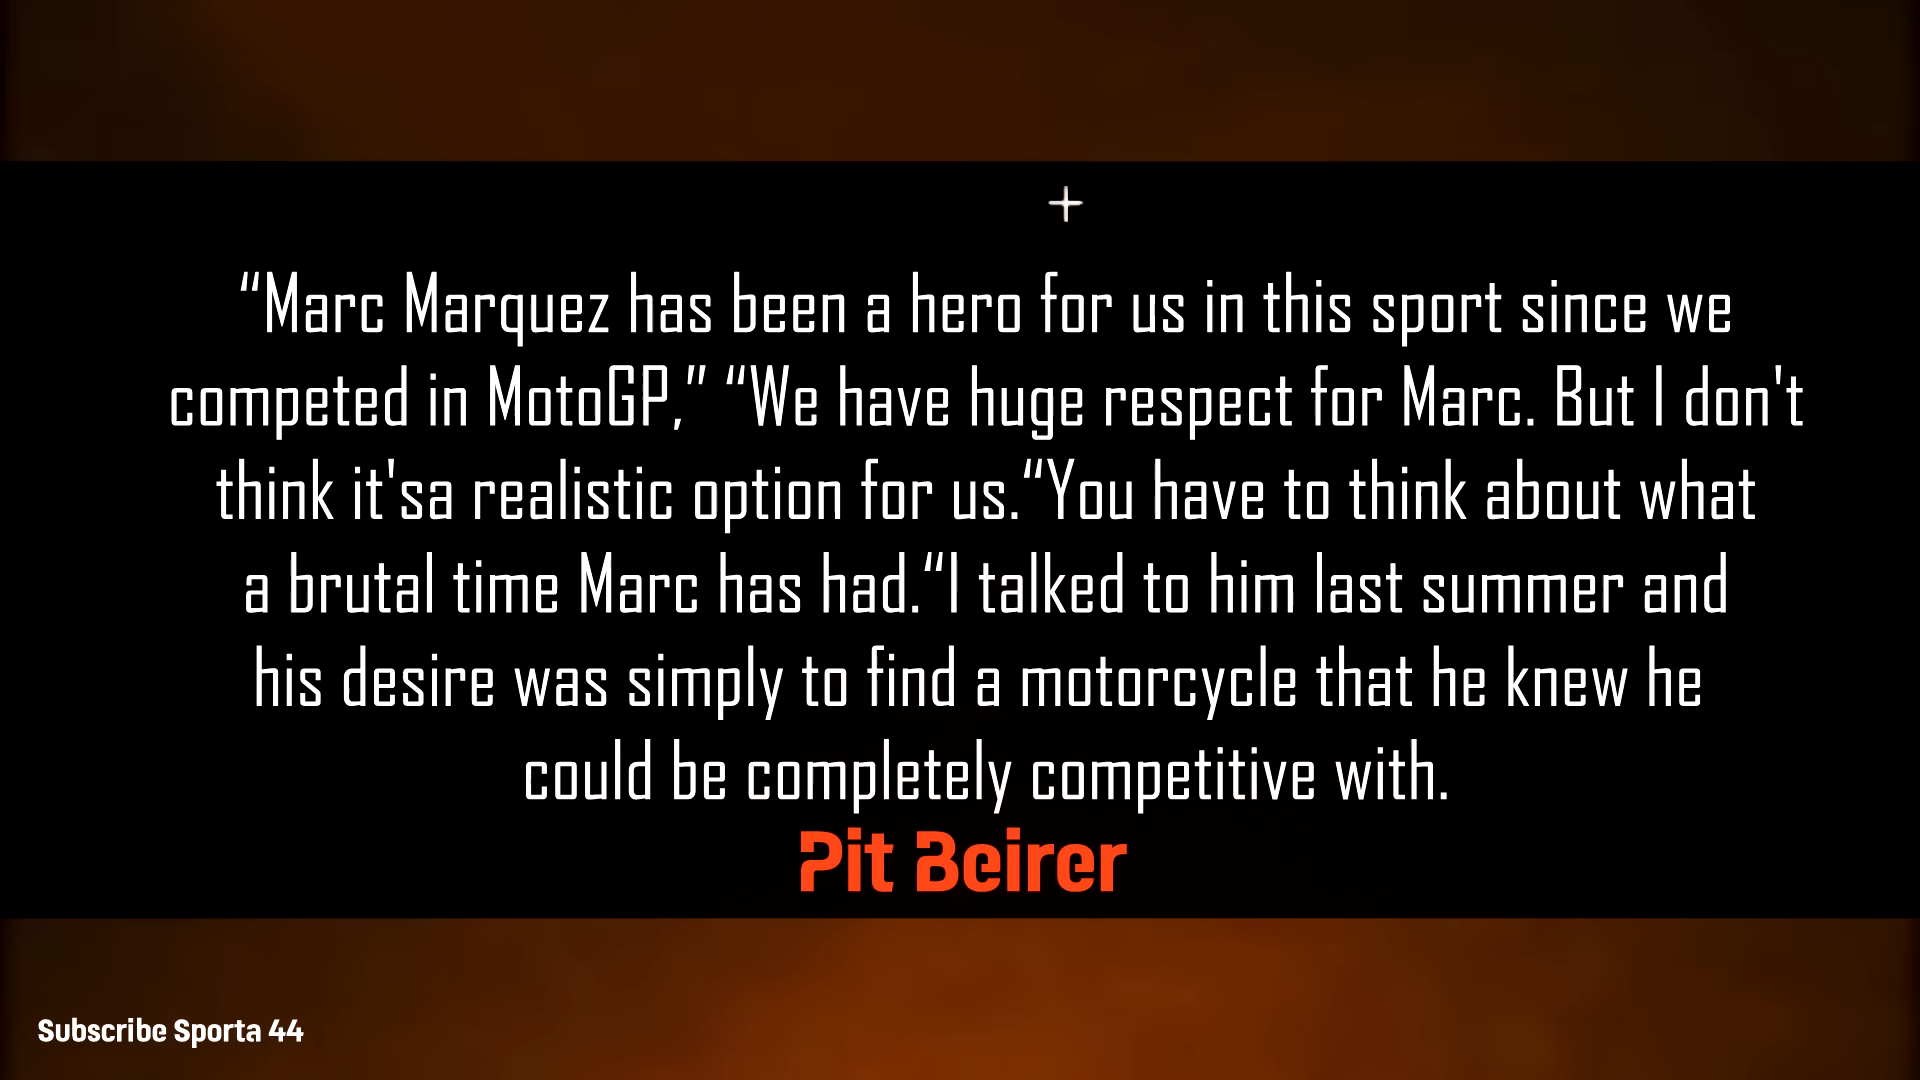 “Marc Marquez has been a hero for us in this sport since we
competed in MotoGP,” “We have huge respect for Marc. But I don't
think it'sa realistic option for us.“You have to think about what
a brutal time Marc has had.“I talked to him last summer and
his desire was simply to find a motorcycle that he knew he
could be completely competitive with.
Pit Beirer
Subscribe Sporta 44